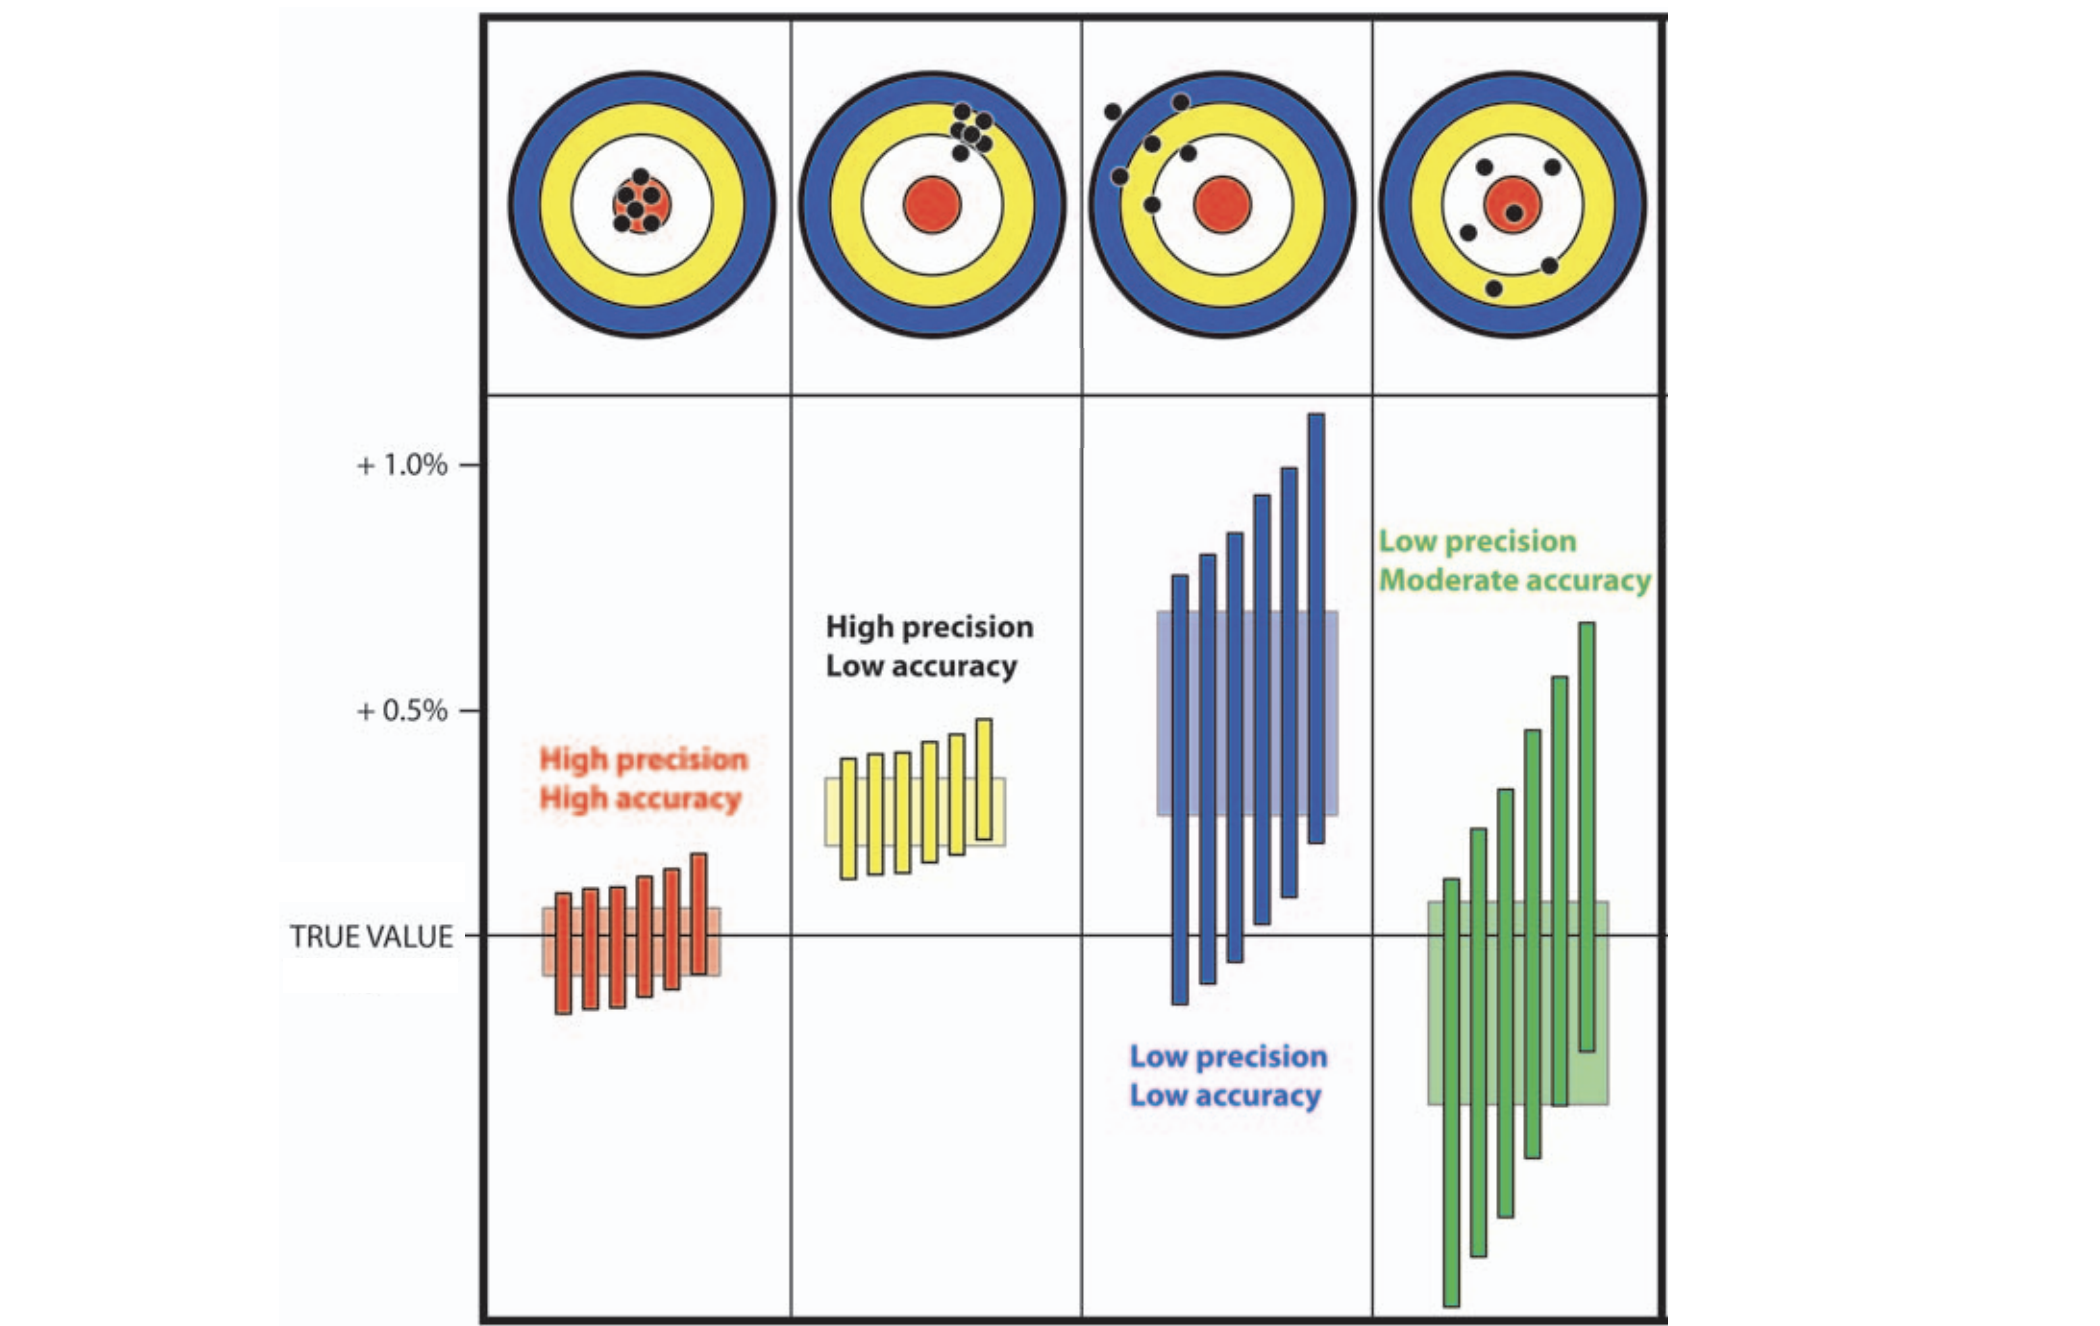 + 1.0%
Low precision
Moderate accuracy
High precision
Low accuracy
+ 0.5%
High precision
High accuracy
TRUE VALUE
Low precision
Low accuracy